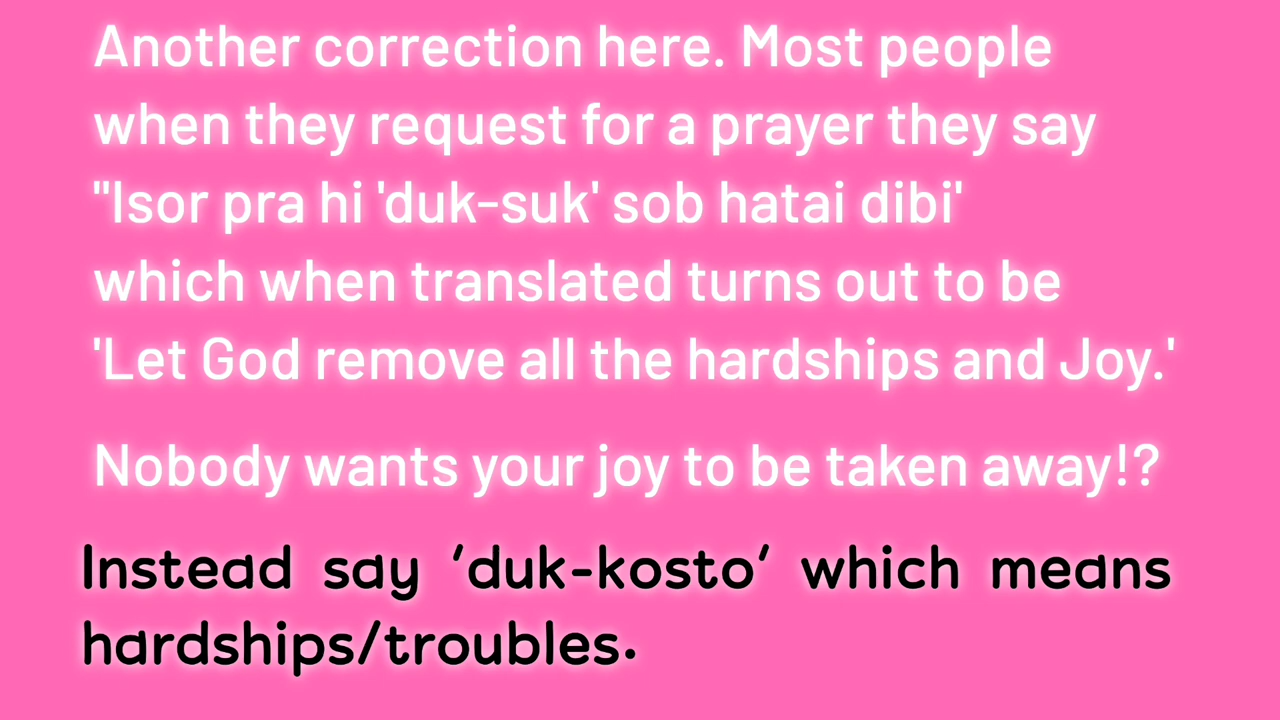 Another correction here. Most people
when they request for a prayer they say
"Isor pra hi 'duk-suk' sob hatai dibi'
which when translated turns out to be
'Let God remove all the hardships and Joy.'
Nobody wants your joy to be taken away!?
Instead say 'duk-kosto' which means
hardships/troubles.